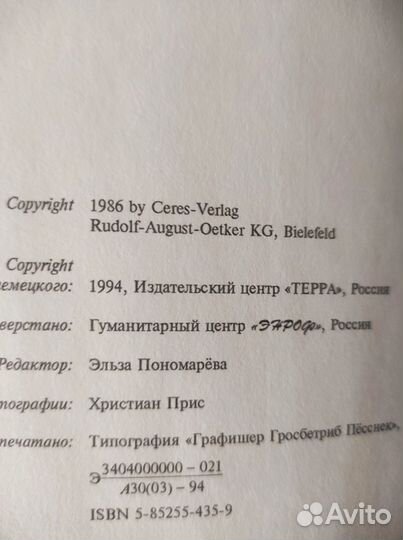 Copyright 1986 by Ceres-Verlag
Rudolf-August-Oetker KG, Bielefeld
Copyright
емецкого: 1994, Издательский центр «ТЕРРА», Россия
верстано: Гуманитарный центр «ЭНРОФ», Россия
Редактор: Эльза Пономарёва
тографии: Христиан Прис
печатано: Типография «Графишер Гросбетриб Пёсснек»,
Э 3404000000 – 021
А30(03) – 94
ISBN 5-85255-435-9
Avito